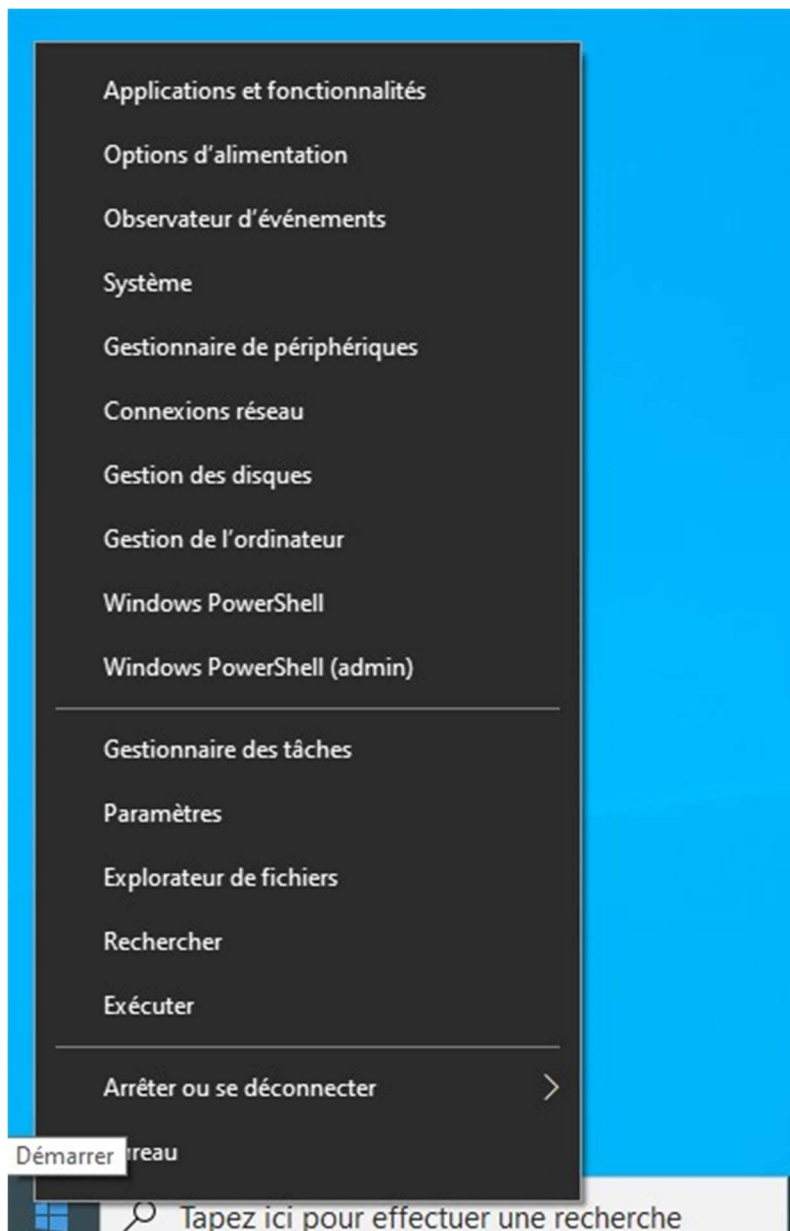 Applications et fonctionnalités
Options d’alimentation
Observateur d’événements
Système
Gestionnaire de périphériques
Connexions réseau
Gestion des disques
Gestion de l’ordinateur
Windows PowerShell
Windows PowerShell (admin)
Gestionnaire des tâches
Paramètres
Explorateur de fichiers
Rechercher
Exécuter
Arrêter ou se déconnecter
Démarrer
Tapez ici pour effectuer une recherche